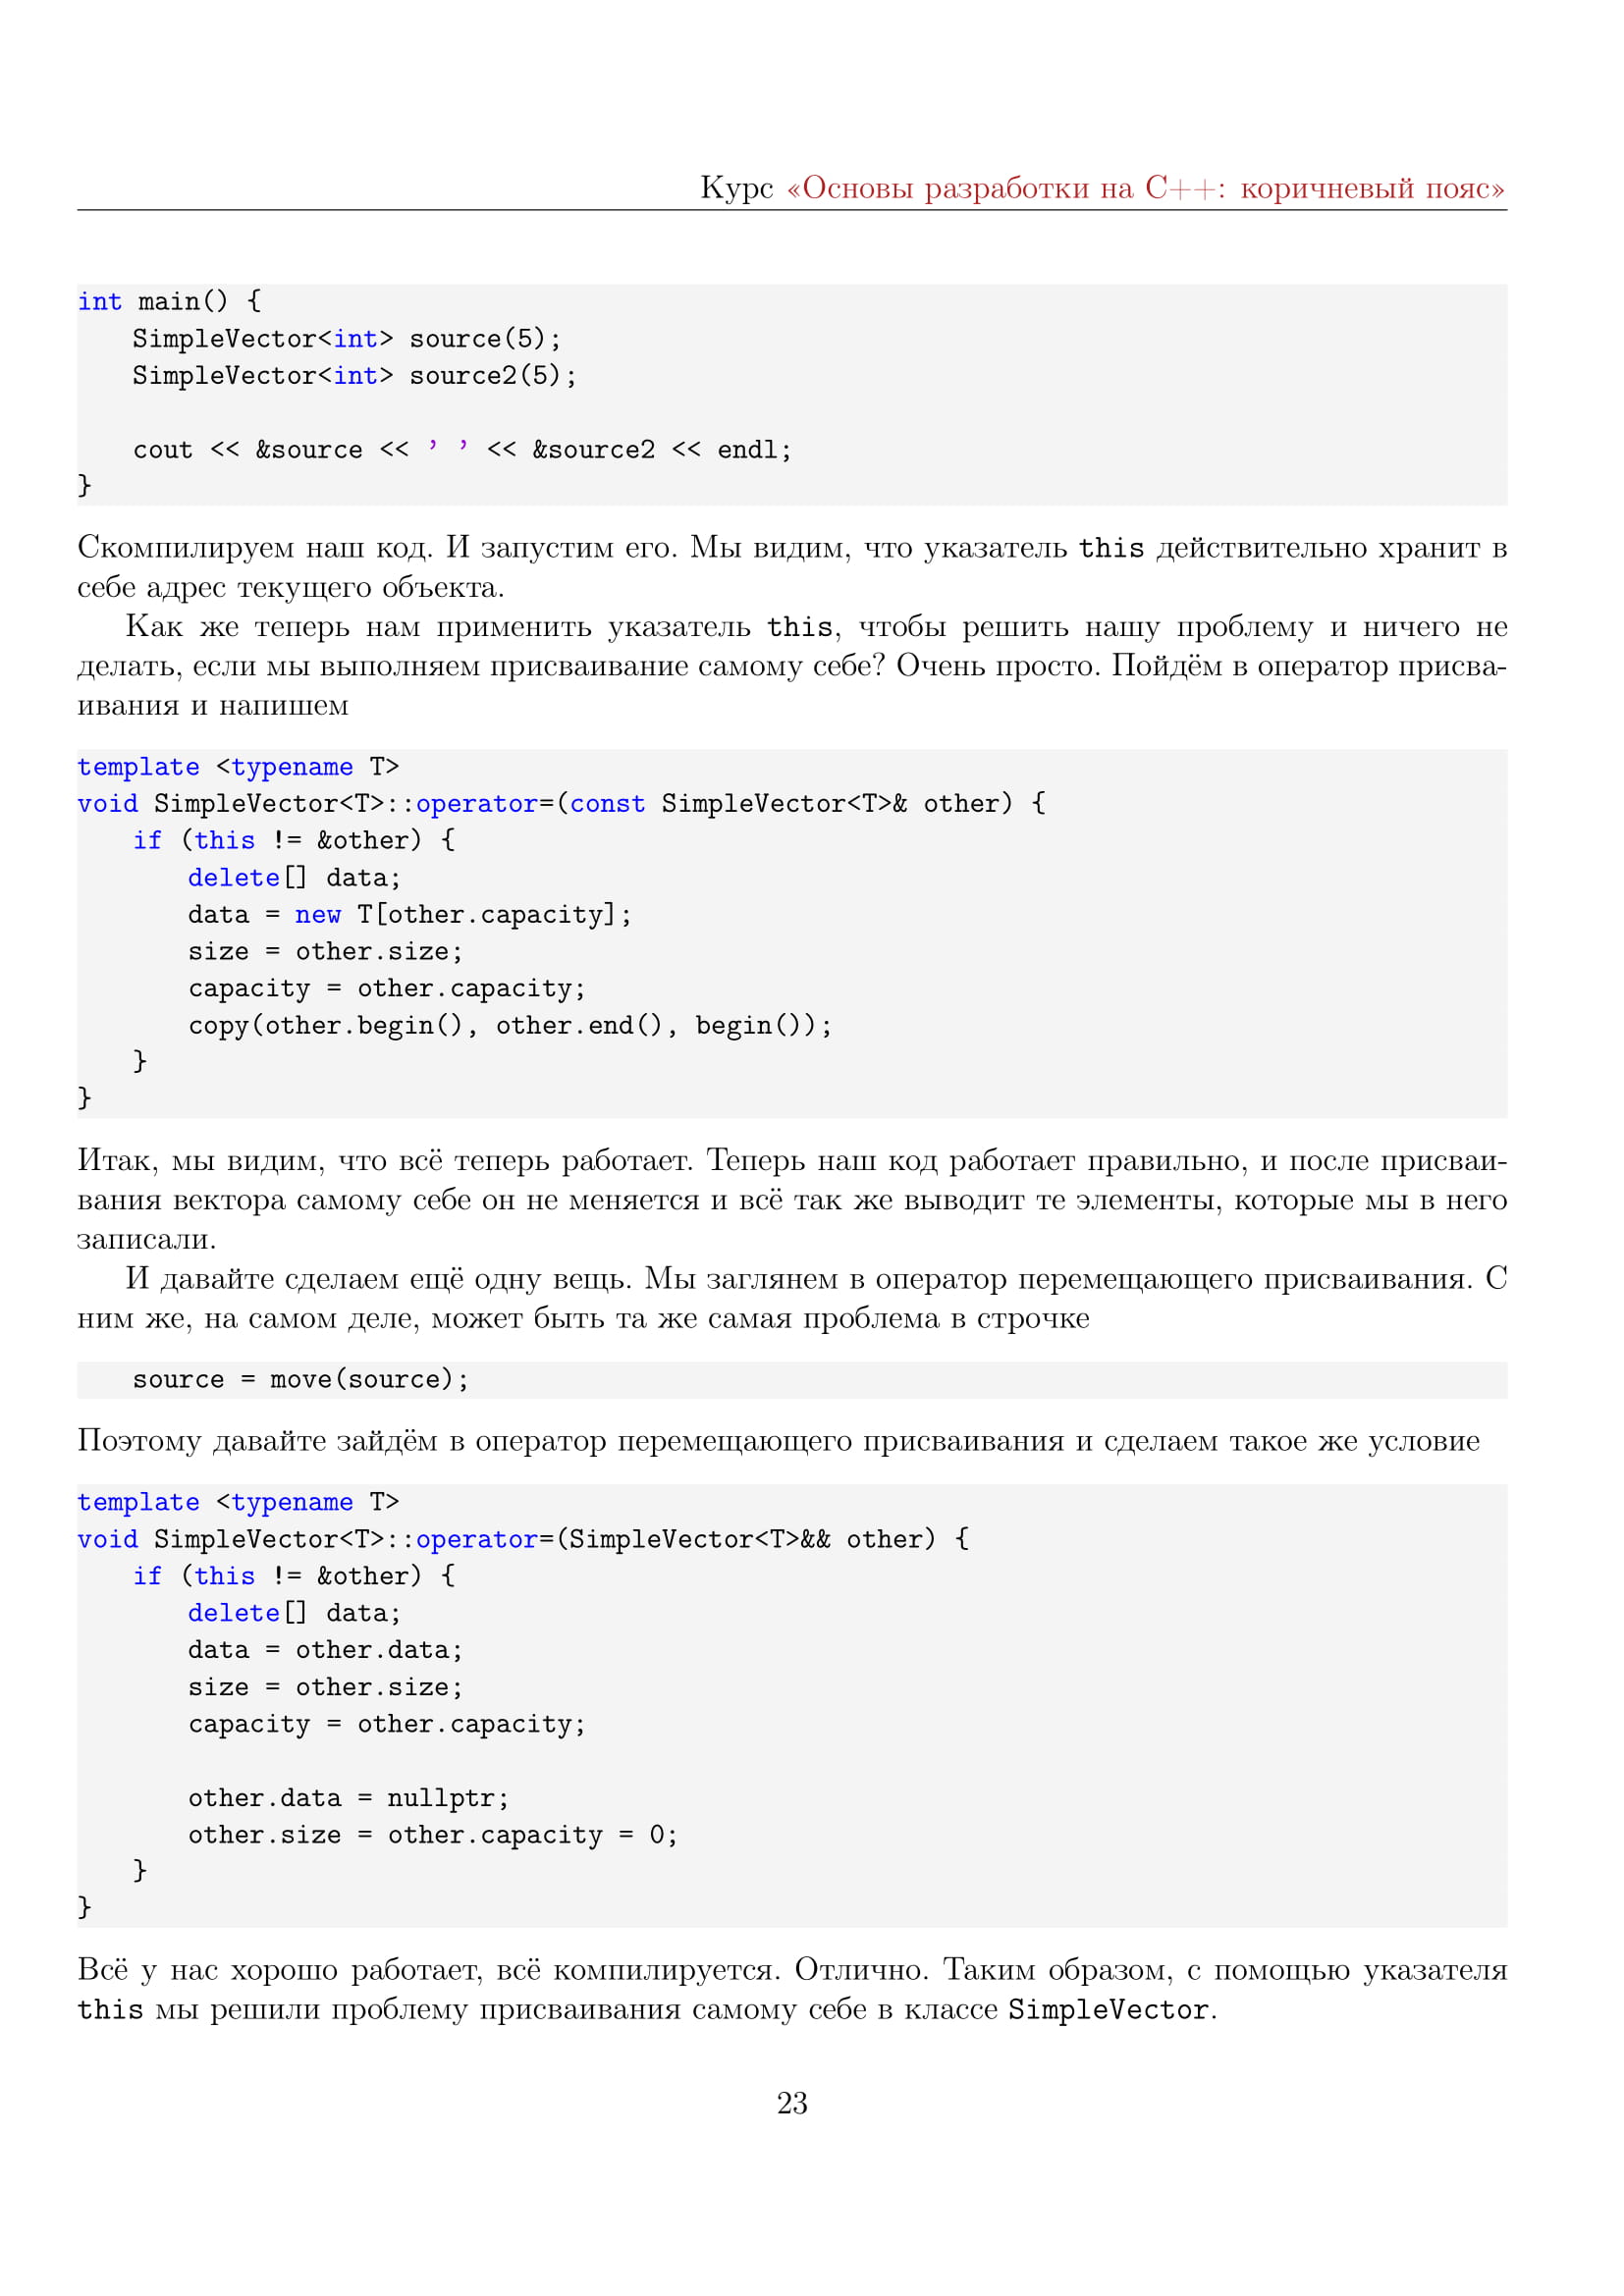 Курс «Основы разработки на C++: коричневый пояс»
int main() {
    SimpleVector<int> source(5);
    SimpleVector<int> source2(5);

    cout << &source << ’ ’ << &source2 << endl;
}
Скомпилируем наш код. И запустим его. Мы видим, что указатель this действительно хранит в
себе адрес текущего объекта.
Как же теперь нам применить указатель this, чтобы решить нашу проблему и ничего не
делать, если мы выполняем присваивание самому себе? Очень просто. Пойдём в оператор присва-
ивания и напишем
template <typename T>
void SimpleVector<T>::operator=(const SimpleVector<T>& other) {
    if (this != &other) {
        delete[] data;
        data = new T[other.capacity];
        size = other.size;
        capacity = other.capacity;
        copy(other.begin(), other.end(), begin());
    }
}
Итак, мы видим, что всё теперь работает. Теперь наш код работает правильно, и после присваи-
вания вектора самому себе он не меняется и всё так же выводит те элементы, которые мы в него
записали.
И давайте сделаем ещё одну вещь. Мы заглянем в оператор перемещающего присваивания. С
ним же, на самом деле, может быть та же самая проблема в строчке
    source = move(source);
Поэтому давайте зайдём в оператор перемещающего присваивания и сделаем такое же условие
template <typename T>
void SimpleVector<T>::operator=(SimpleVector<T>&& other) {
    if (this != &other) {
        delete[] data;
        data = other.data;
        size = other.size;
        capacity = other.capacity;

        other.data = nullptr;
        other.size = other.capacity = 0;
    }
}
Всё у нас хорошо работает, всё компилируется. Отлично. Таким образом, с помощью указателя
this мы решили проблему присваивания самому себе в классе SimpleVector.
23